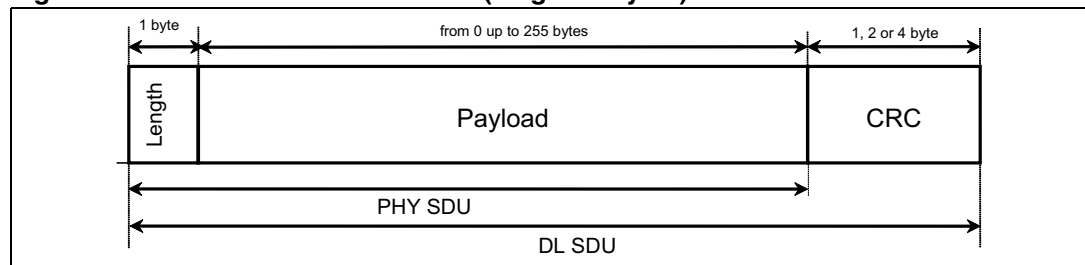 1 byte from 0 up to 255 bytes 1, 2 or 4 byte
Length Payload CRC
PHY SDU
DL SDU